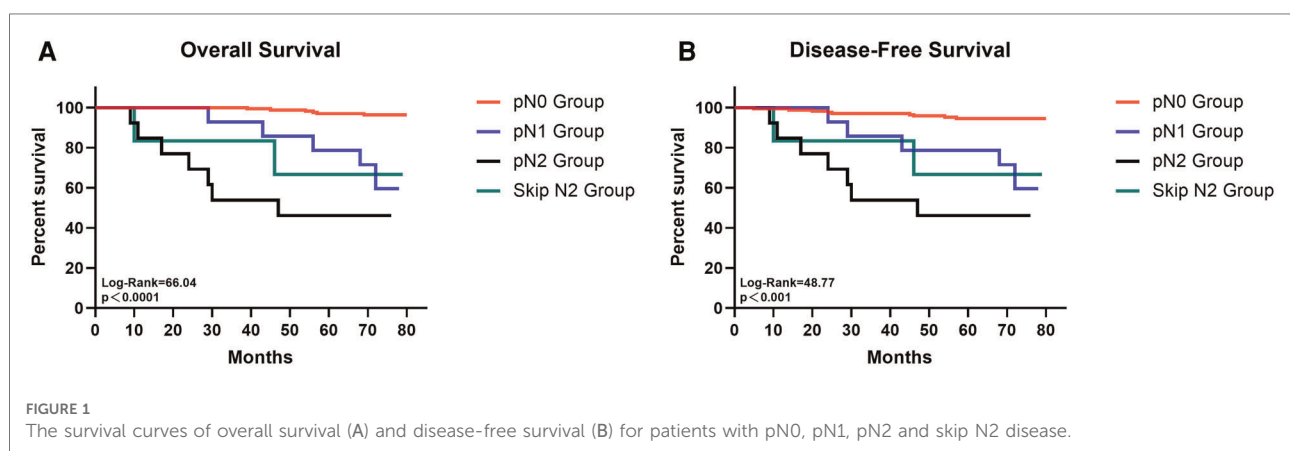 A
Overall Survival
Percent survival
100
80
60
40
20
0
Log-Rank=66.04
p<0.0001
0 10 20 30 40 50 60 70 80
Months
pN0 Group
pN1 Group
pN2 Group
Skip N2 Group
B
Disease-Free Survival
Percent survival
100
80
60
40
20
0
Log-Rank=48.77
p<0.001
0 10 20 30 40 50 60 70 80
Months
pN0 Group
pN1 Group
pN2 Group
Skip N2 Group
FIGURE 1
The survival curves of overall survival (A) and disease-free survival (B) for patients with pN0, pN1, pN2 and skip N2 disease.